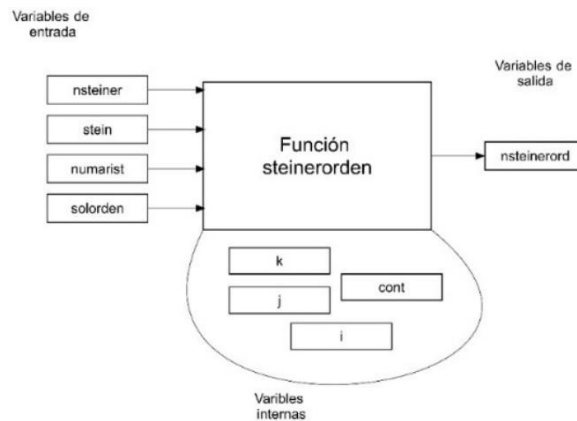 Variables de
entrada
Variables de
salida
nsteiner
stein
numarist
solorden
Función
steinerorden
nsteinerord
k
cont
j
i
Varibles
internas